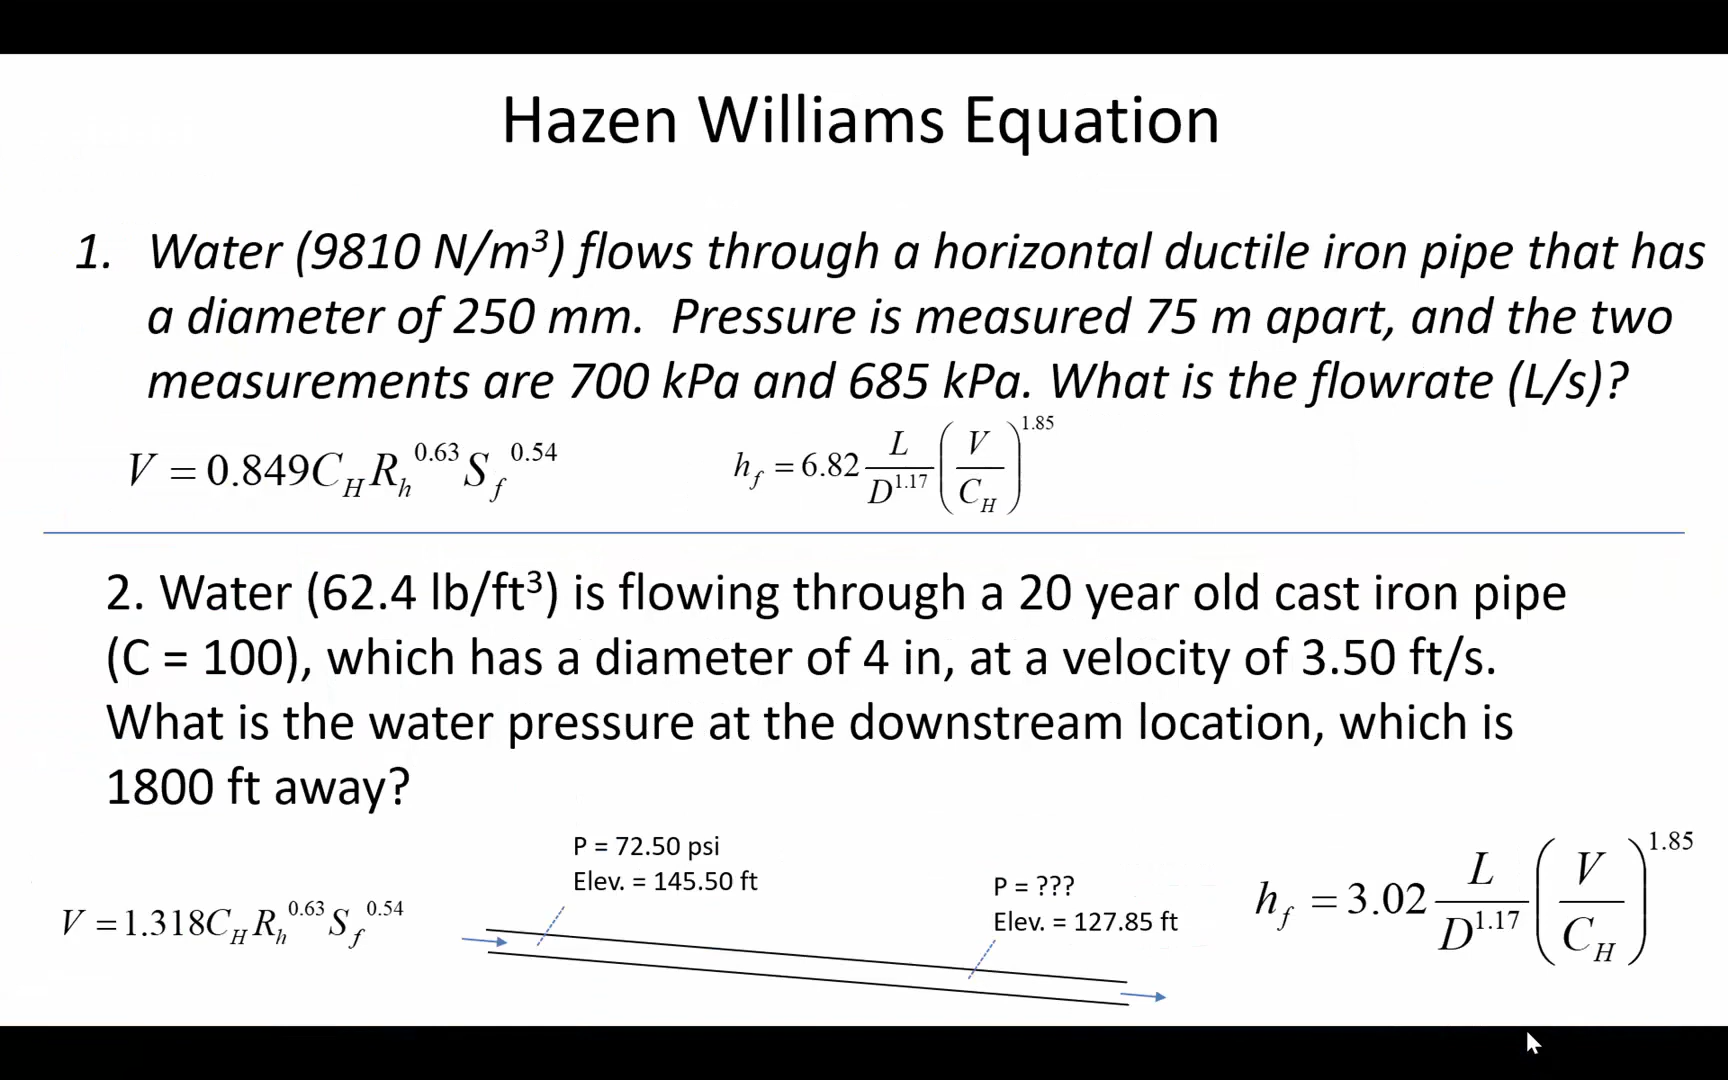 Hazen Williams Equation
1. Water (9810 N/m³) flows through a horizontal ductile iron pipe that has
a diameter of 250 mm. Pressure is measured 75 m apart, and the two
measurements are 700 kPa and 685 kPa. What is the flowrate (L/s)?
V = 0.849C_H R_h^0.63 S_f^0.54
h_f = 6.82 L/D^1.17 (V/C_H)^1.85
2. Water (62.4 lb/ft³) is flowing through a 20 year old cast iron pipe
(C = 100), which has a diameter of 4 in, at a velocity of 3.50 ft/s.
What is the water pressure at the downstream location, which is
1800 ft away?
P = 72.50 psi
Elev. = 145.50 ft
P = ???
Elev. = 127.85 ft
V = 1.318C_H R_h^0.63 S_f^0.54
h_f = 3.02 L/D^1.17 (V/C_H)^1.85